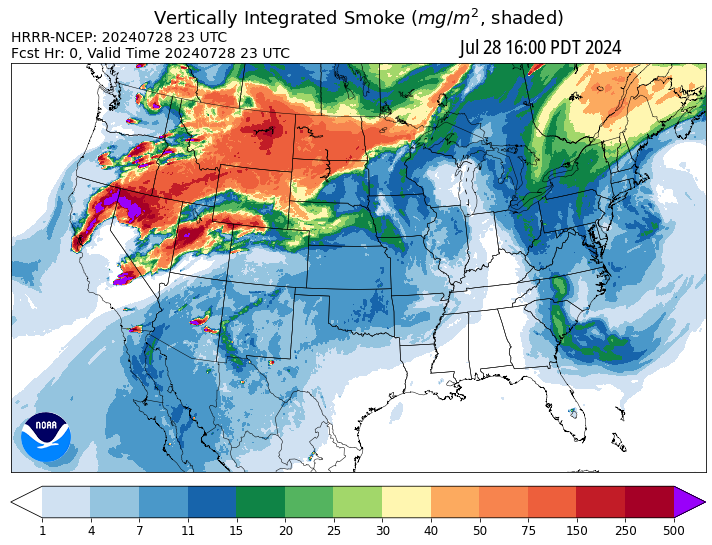 Vertically Integrated Smoke (mg/m², shaded)
HRRR-NCEP: 20240728 23 UTC
Fcst Hr: 0, Valid Time 20240728 23 UTC
Jul 28 16:00 PDT 2024
NOAA
1 4 7 11 15 20 25 30 40 50 75 150 250 500